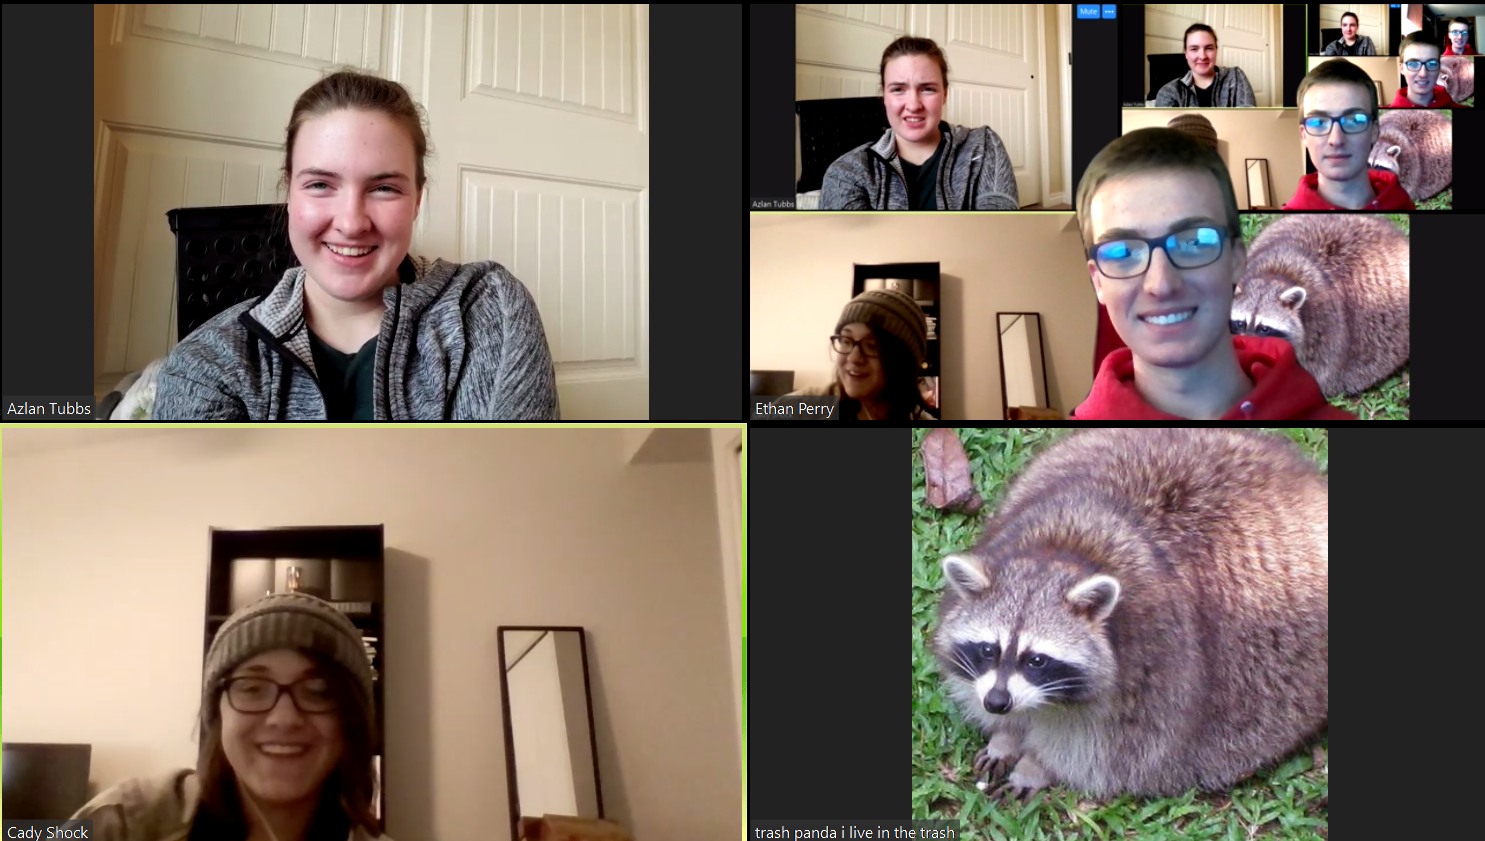 Mute
Azlan Tubbs
Azlan Tubbs
Ethan Perry
Cady Shock
trash panda i live in the trash